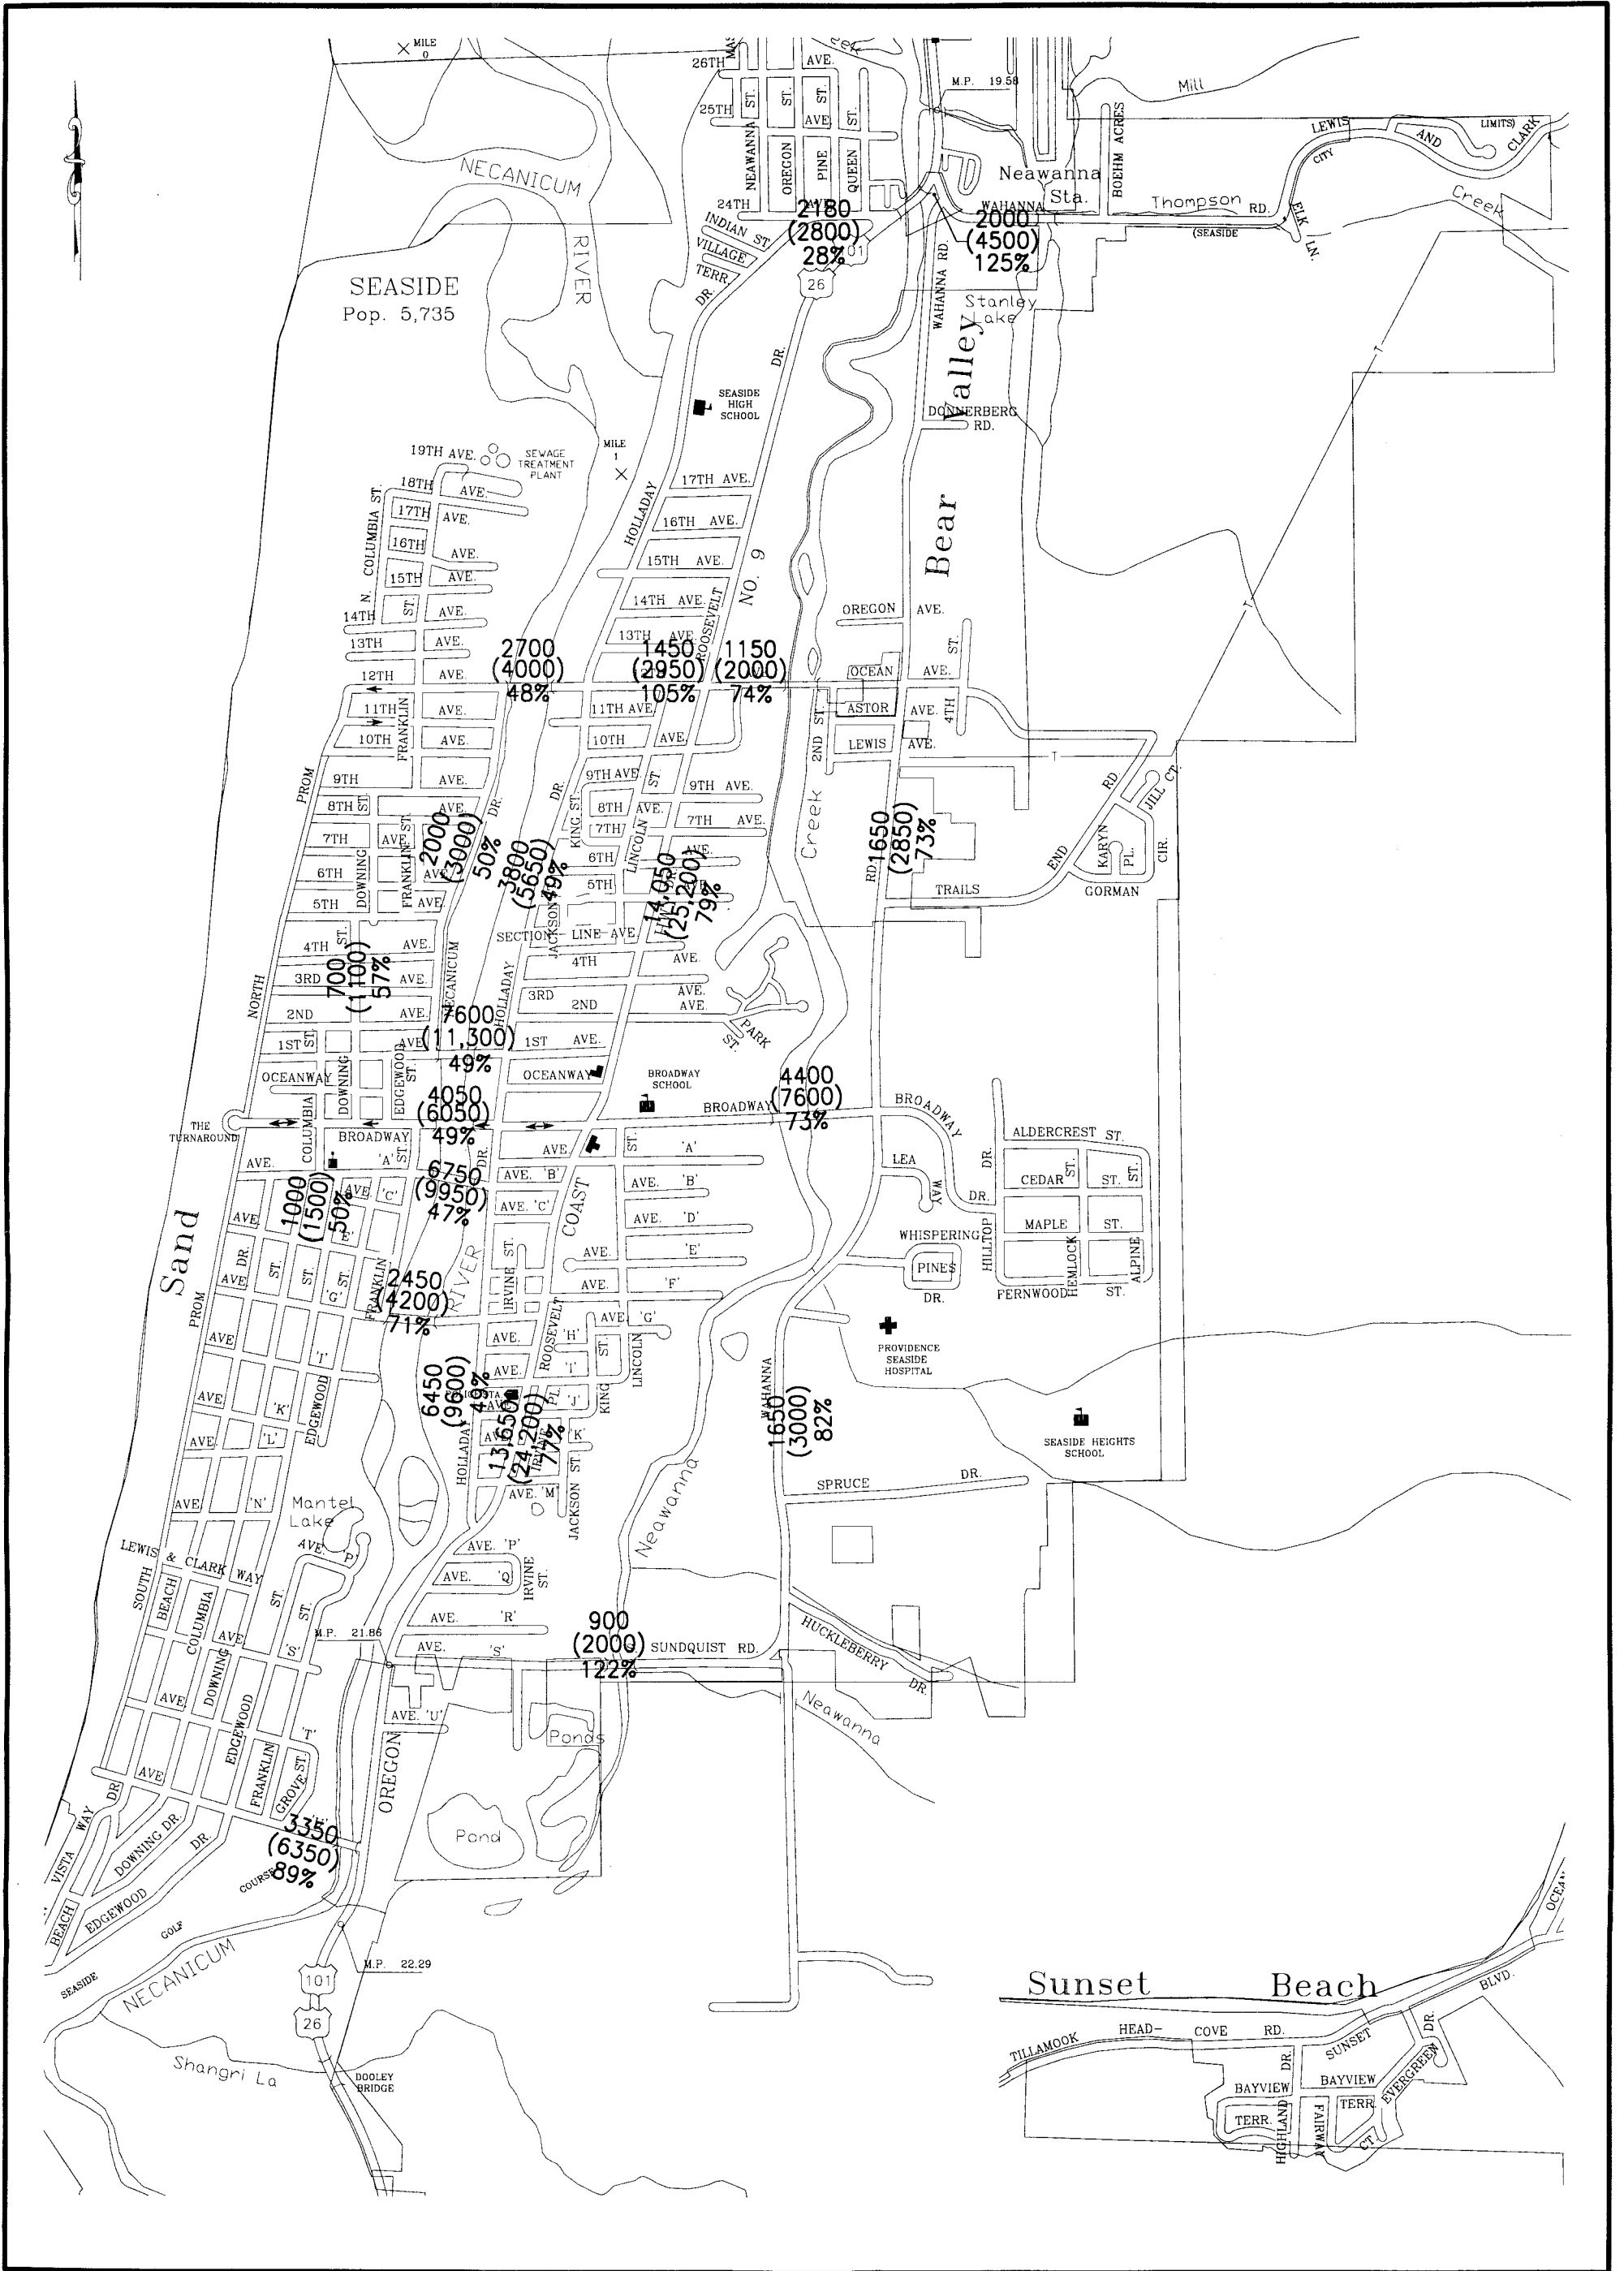 MILE
0
26TH
AVE.
25TH
ST.
ST.
ST.
AVE
ST.
NEAWANNA
OREGON
PINE
QUEEN
M.P. 19.58
Mill
BOEHM ACRES
LEWIS
AND
CLARK
CITY
LIMITS)
NECANICUM
RIVER
Neawanna
Sta.
24TH
WAHANNA
Thompson
RD.
Creek
(SEASIDE
ELK
LN.
2180
(2800)
28%
2000
(4500)
125%
INDIAN ST.
VILLAGE
TERR.
DR.
WAHANNA RD.
SEASIDE
Pop. 5,735
26
Stanley
Lake
DR.
Bear
Valley
SEASIDE
HIGH
SCHOOL
DONNERBERG
RD.
MILE
1
19TH AVE.
SEWAGE
TREATMENT
PLANT
18TH
AVE.
17TH AVE.
17TH
AVE.
N. COLUMBIA ST.
HOLLADAY
16TH AVE.
16TH
AVE.
15TH AVE.
15TH
AVE.
NO. 9
14TH AVE.
ROOSEVELT
14TH
ST.
AVE.
OREGON
AVE.
13TH
AVE.
13TH AVE.
ST.
2700
(4000)
48%
1450
(2950)
105%
1150
(2000)
74%
12TH
AVE.
OCEAN
AVE.
11TH
AVE.
11TH AVE.
ASTOR
AVE.
4TH
FRANKLIN
10TH
AVE.
10TH
AVE.
2ND ST.
LEWIS
AVE.
PROM
9TH
AVE.
DR.
DR.
9TH AVE.
ST.
9TH AVE.
RD.
JILL CT.
8TH
ST.
AVE.
KING ST.
8TH
AVE.
7TH
AVE.
FRANKLIN ST.
7TH
LINCOLN
7TH
AVE.
Creek
2000
(3000)
50%
3800
(5650)
49%
14,050
(25,200)
79%
1650
(2850)
73%
RD.
6TH
AVE.
DOWNING
6TH
AVE.
KARYN
PL.
CIR.
END
5TH
AVE.
5TH
JACKSON
TRAILS
GORMAN
SECTION LINE AVE.
4TH
ST.
AVE.
4TH
AVE.
700
(1100)
57%
3RD
AVE.
NECANICUM
HOLLADAY
3RD
AVE.
NORTH
2ND
AVE.
2ND
AVE.
7600
(11,300)
49%
1ST
ST.
AVE.
1ST
AVE.
PARK
ST.
OCEANWAY
DOWNING
EDGEWOOD
ST.
OCEANWAY
BROADWAY
SCHOOL
4050
(6050)
49%
4400
(7600)
73%
BROADWAY
BROADWAY
THE
TURNAROUND
COLUMBIA
BROADWAY
DR.
ALDERCREST ST.
AVE.
'A'
ST.
DR.
AVE.
ST.
'A'
LEA
WAY
DR.
CEDAR
ST.
ST.
ST.
1000
(1500)
50%
6750
(9950)
47%
AVE.
'C'
AVE. 'B'
AVE.
'B'
AVE. 'C'
COAST
AVE.
'D'
MAPLE
ST.
AVE
'E'
Sand
DR.
ST.
ST.
ST.
IRVINE ST.
AVE.
'E'
WHISPERING
PINES
DR.
HILLTOP
HEMLOCK
ALPINE
AVE
'G'
FRANKLIN
2450
(4200)
71%
RIVER
AVE.
'F'
FERNWOOD
ST.
PROM
AVE
'I'
AVE.
'H'
ROOSEVELT
AVE.
'G'
ST.
LINCOLN
PROVIDENCE
SEASIDE
HOSPITAL
AVE.
'I'
AVE
'K'
EDGEWOOD
6450
(9600)
49%
PL.
'J'
KING
WAHANNA
1650
(3000)
82%
AVE.
'L'
HOLLADAY
13,650
(24,200)
77%
IRVINE
'K'
SEASIDE HEIGHTS
SCHOOL
AVE
'N'
Mantel
Lake
AVE. 'M'
JACKSON ST.
Neawanna
SPRUCE
DR.
LEWIS & CLARK WAY
AVE.
'P'
AVE. 'P'
SOUTH
BEACH
COLUMBIA
ST.
ST.
AVE.
'Q'
IRVINE
ST.
AVE
'S'
M.P. 21.86
AVE.
'R'
900
(2000)
122%
AVE.
'S'
SUNDQUIST RD.
HUCKLEBERRY
DR.
DOWNING
AVE
EDGEWOOD
'T'
AVE. 'U'
Neawanna
OREGON
Ponds
AVE
FRANKLIN
GROVE ST.
DR.
WAY
VISTA
DOWNING DR.
DR.
'U'
3350
(6350)
89%
Pond
EDGEWOOD
BEACH
COURSE
GOLF
SEASIDE
NECANICUM
M.P. 22.29
101
26
Shangri La
DOOLEY
BRIDGE
Sunset Beach
BLVD.
TILLAMOOK
HEAD-
COVE
RD.
SUNSET
DR.
DR.
EVERGREEN
BAYVIEW
BAYVIEW
TERR.
TERR.
HIGHLAND
FAIRWAY
CT.